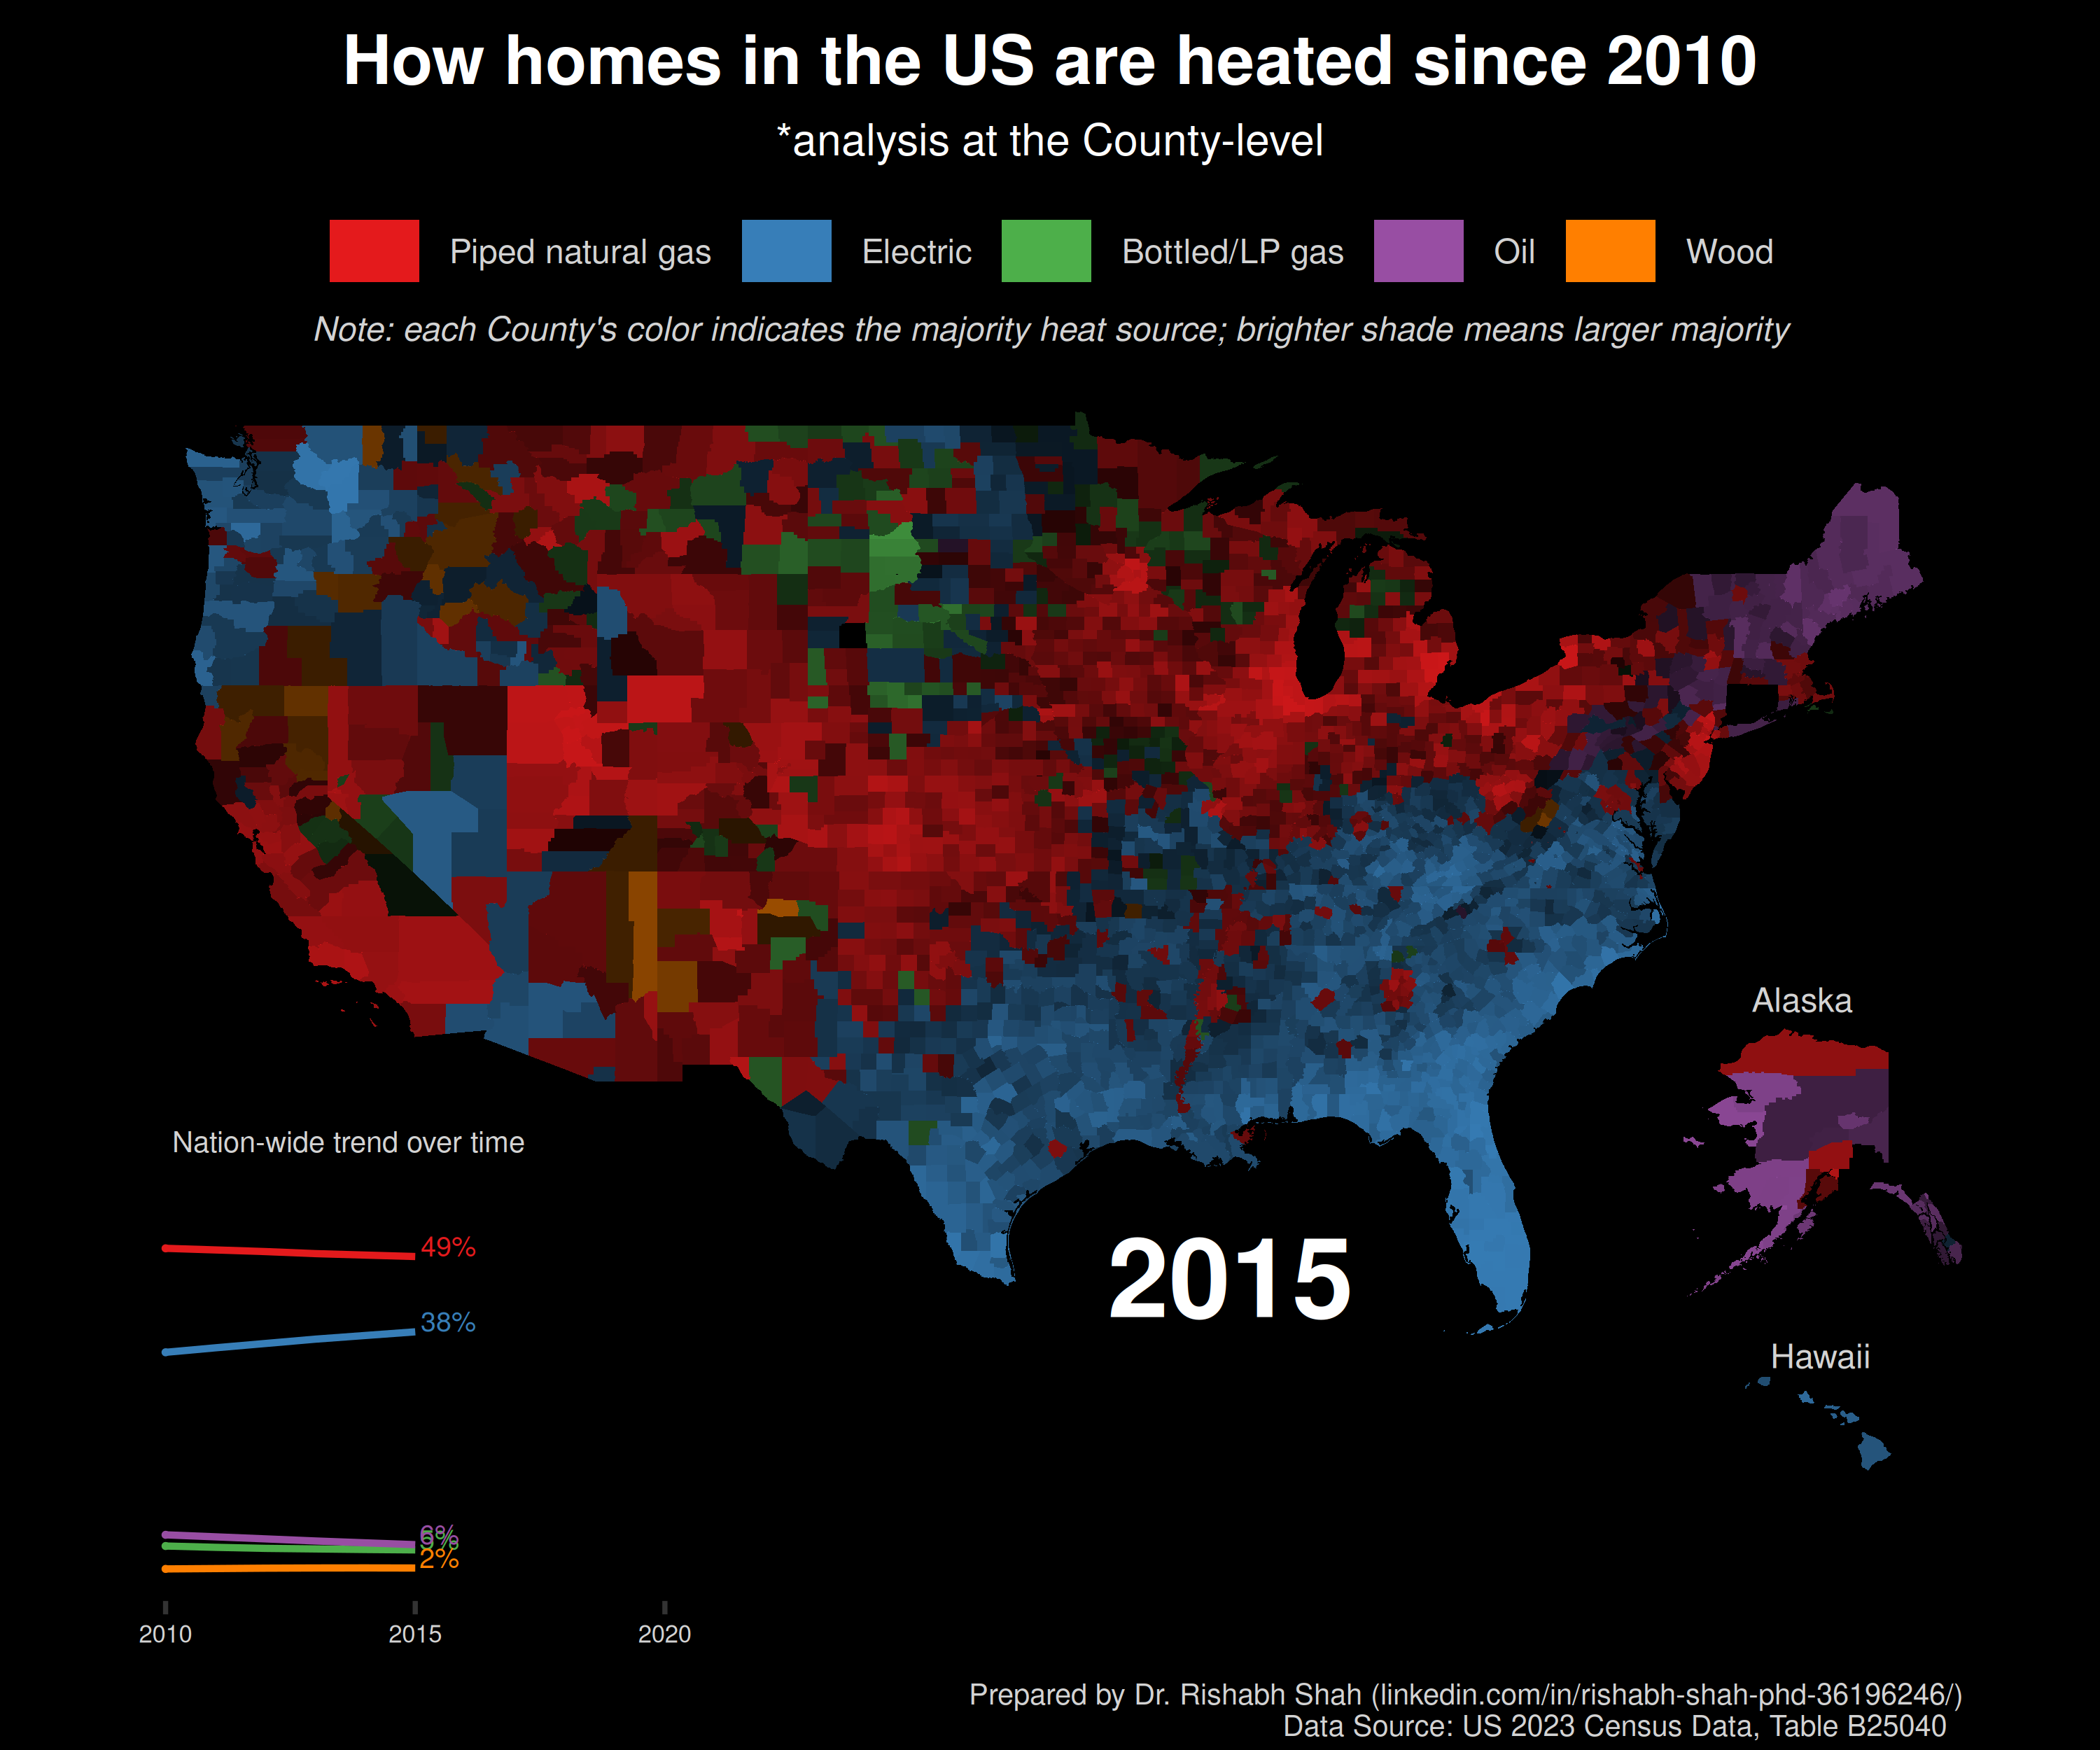 How homes in the US are heated since 2010
*analysis at the County-level
Piped natural gas Electric Bottled/LP gas Oil Wood
Note: each County's color indicates the majority heat source; brighter shade means larger majority
Alaska
Nation-wide trend over time
49%
2015
38%
Hawaii
6%
5%
2%
2010 2015 2020
Prepared by Dr. Rishabh Shah (linkedin.com/in/rishabh-shah-phd-36196246/)
Data Source: US 2023 Census Data, Table B25040